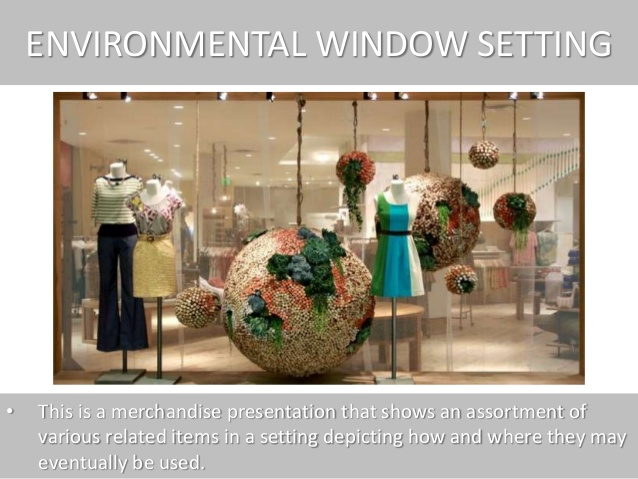 ENVIRONMENTAL WINDOW SETTING
• This is a merchandise presentation that shows an assortment of
various related items in a setting depicting how and where they may
eventually be used.